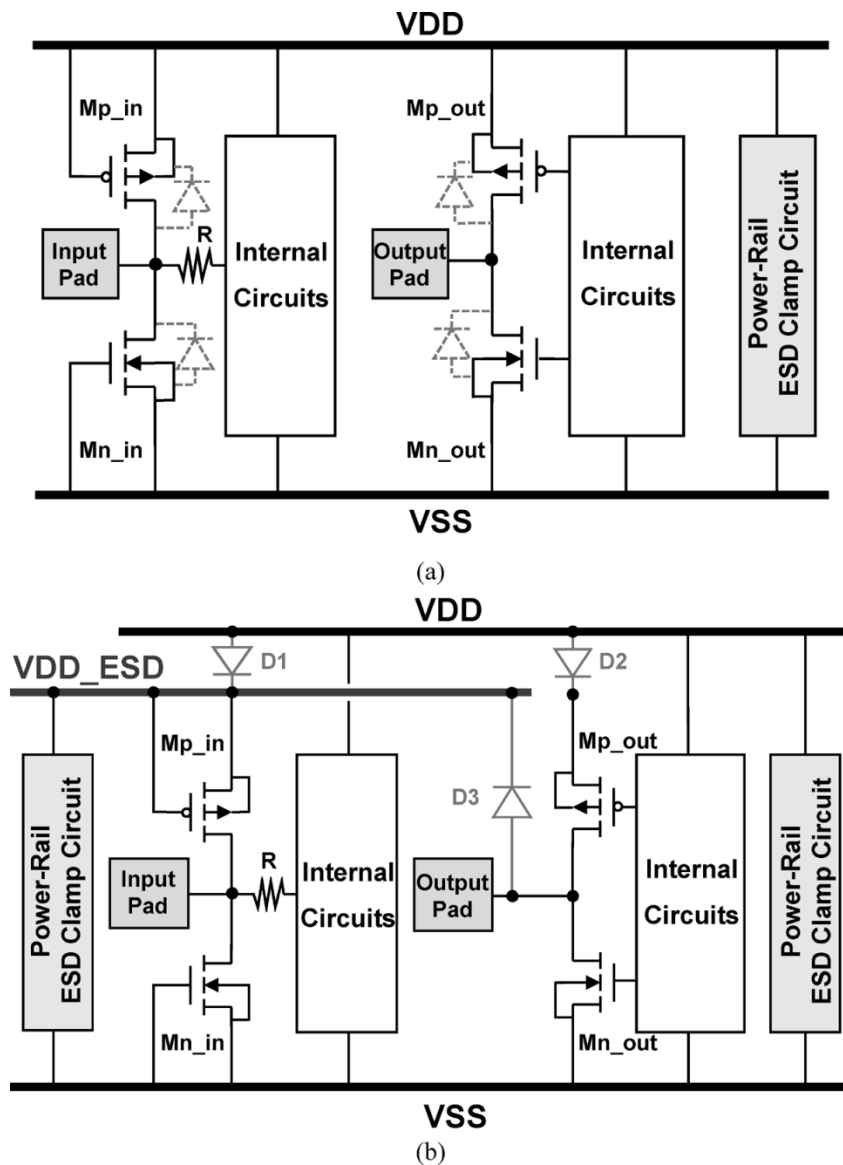 VDD
Mp_in
Mp_out
Input
Pad
R
Internal
Circuits
Output
Pad
Internal
Circuits
Power-Rail
ESD Clamp Circuit
Mn_in
Mn_out
VSS
(a)
VDD
VDD_ESD
D1
D2
Mp_in
Mp_out
Power-Rail
ESD Clamp Circuit
D3
Input
Pad
R
Internal
Circuits
Output
Pad
Internal
Circuits
Power-Rail
ESD Clamp Circuit
Mn_in
Mn_out
VSS
(b)